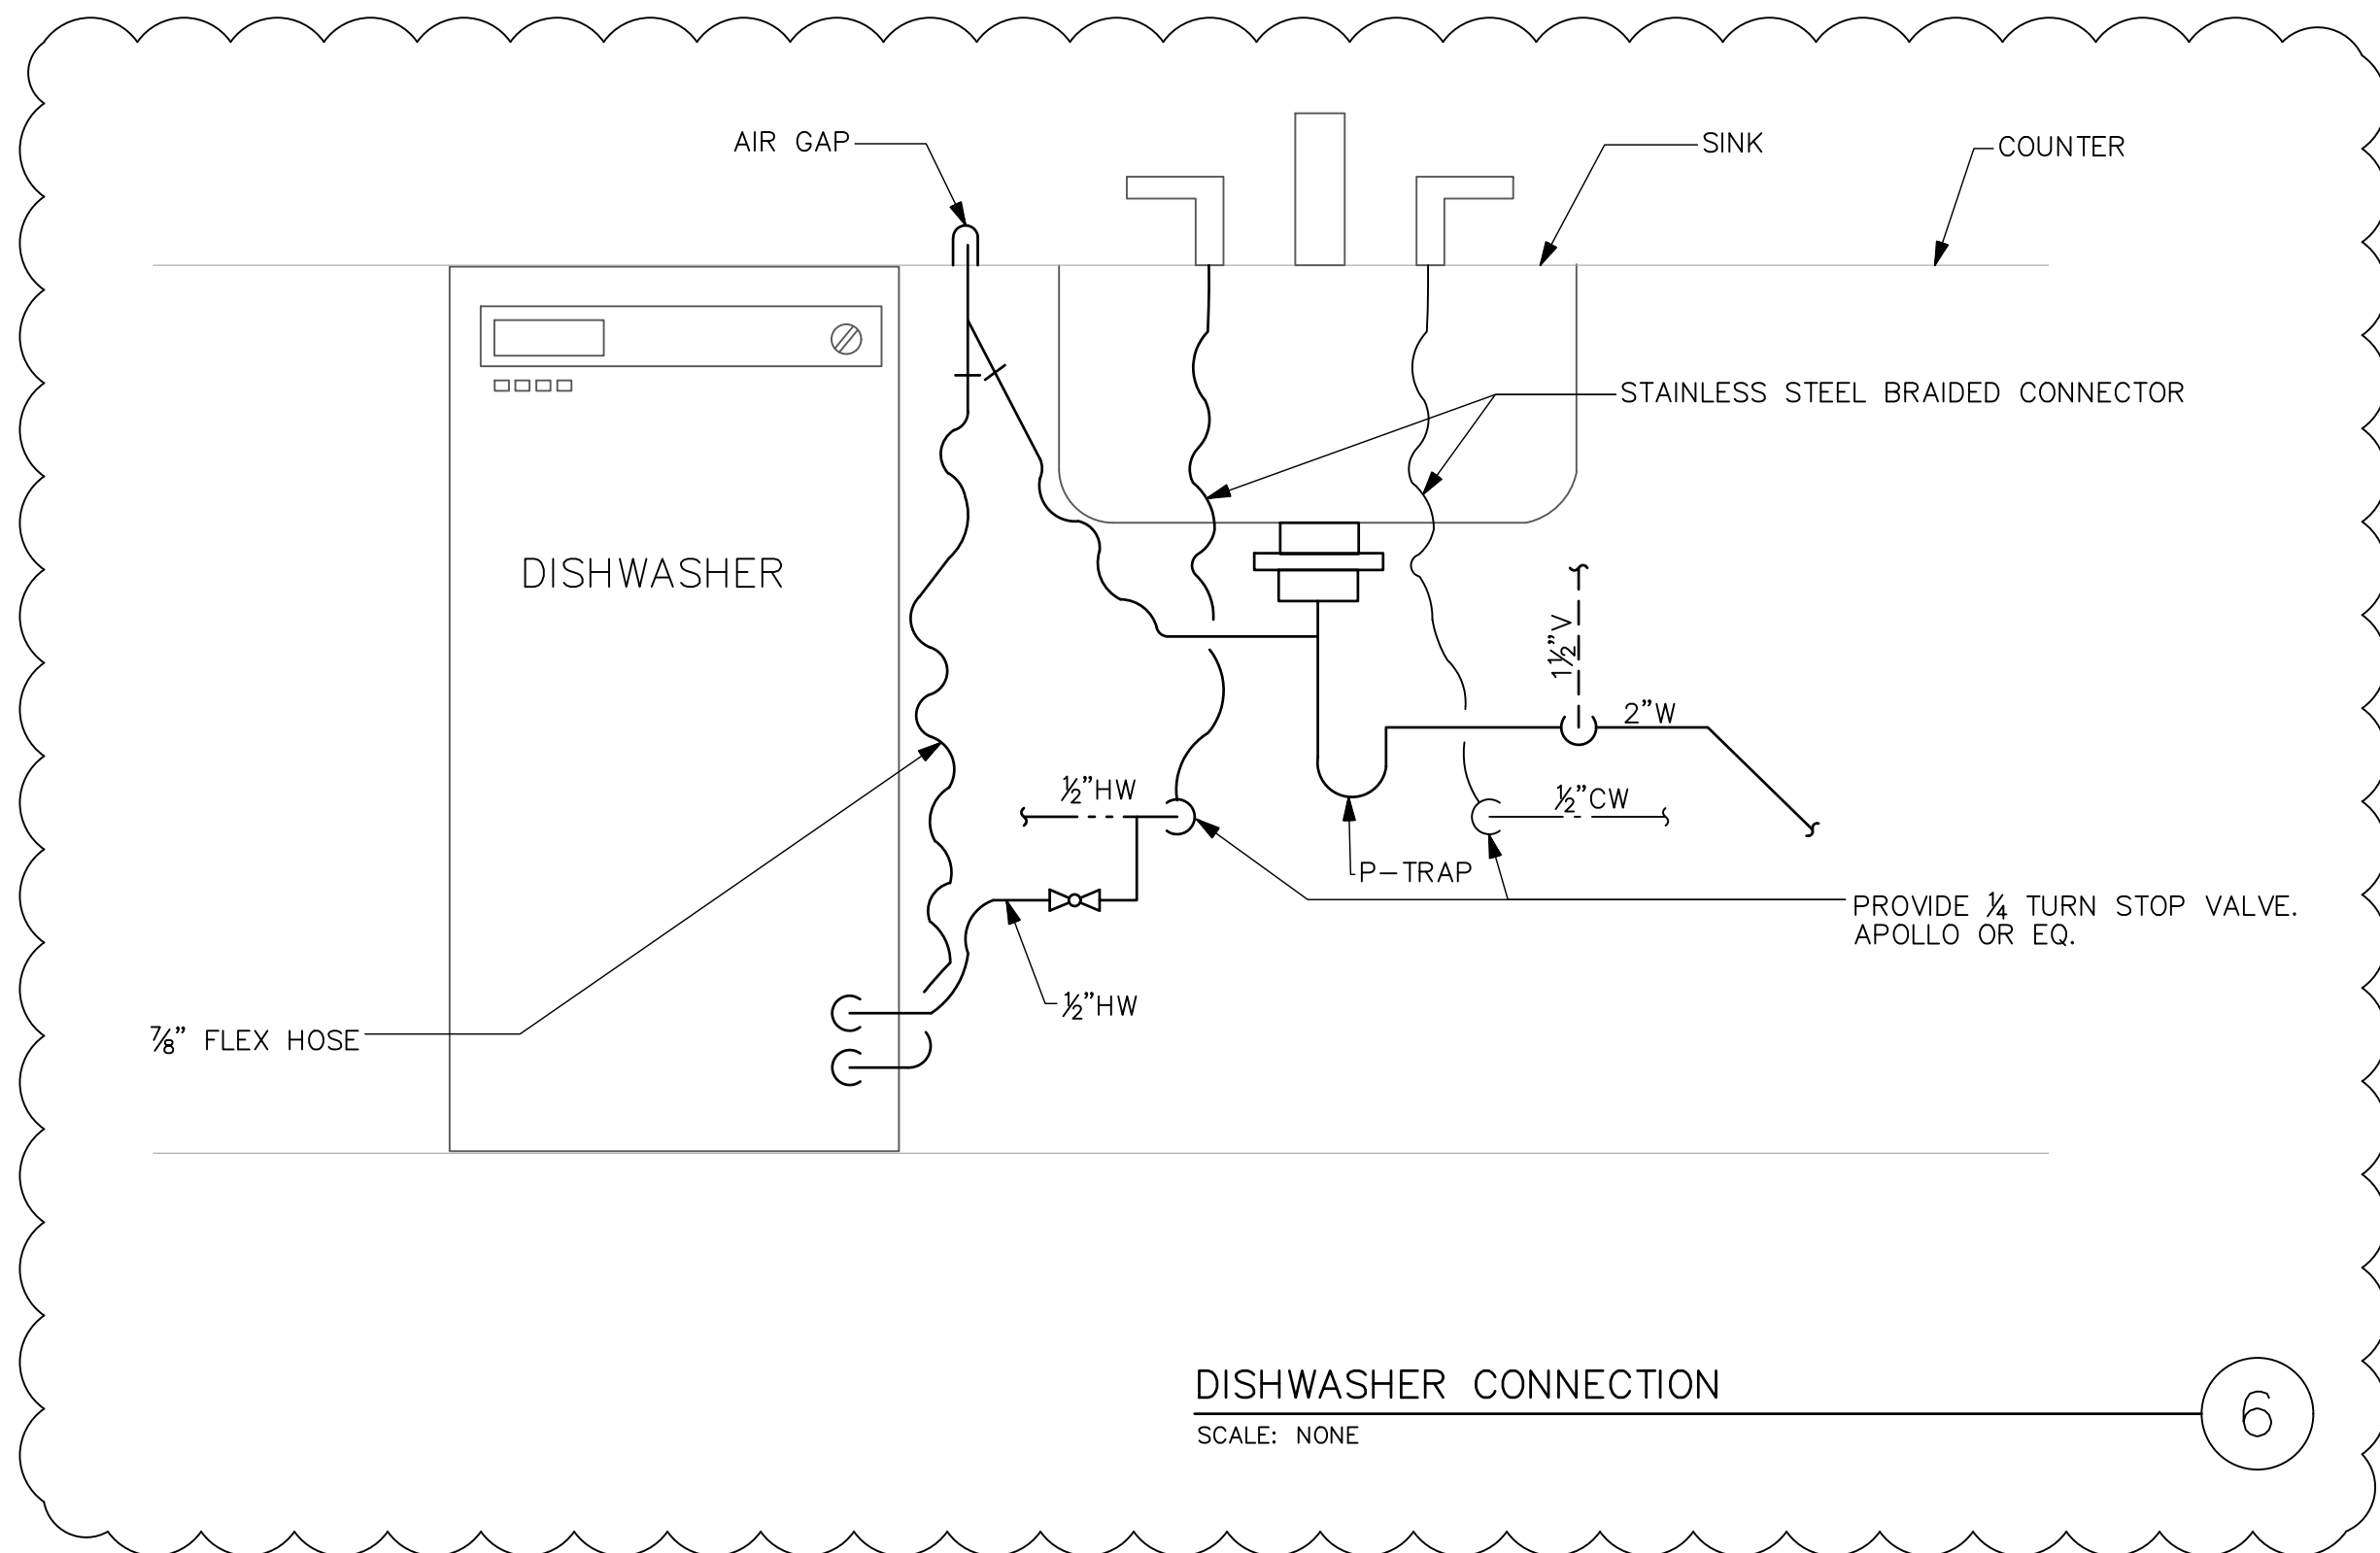 AIR GAP
SINK
COUNTER
STAINLESS STEEL BRAIDED CONNECTOR
DISHWASHER
1½"V
2"W
½"HW
½"CW
P-TRAP
PROVIDE ¼ TURN STOP VALVE.
APOLLO OR EQ.
½"HW
⅞" FLEX HOSE
DISHWASHER CONNECTION
SCALE: NONE
6